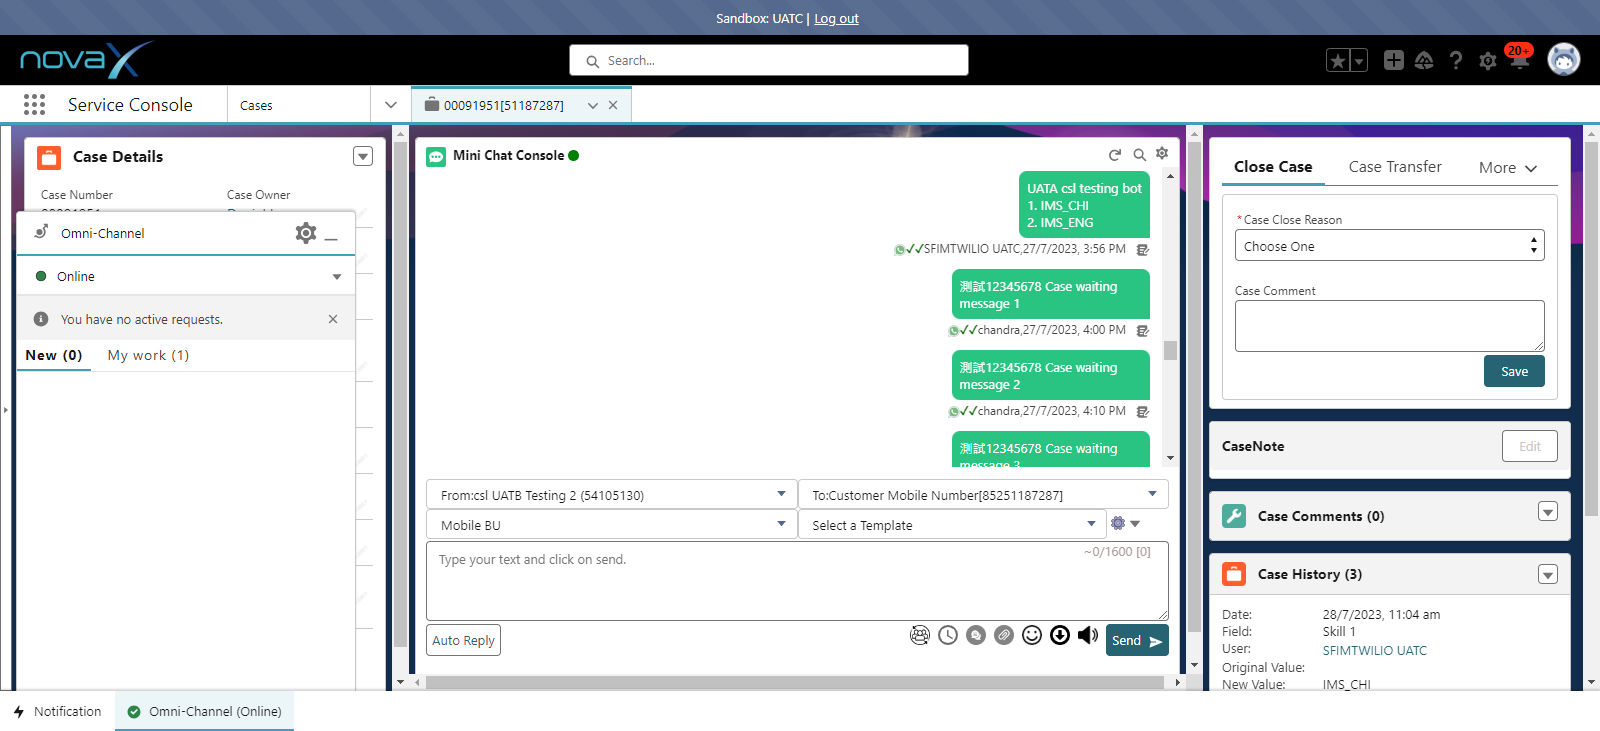 Sandbox: UATC | Log out
novaX
Search...
20+
Service Console
Cases
00091951[51187287]
Case Details
Case Number
Case Owner
Omni-Channel
Online
You have no active requests.
New (0)
My work (1)
Mini Chat Console
UATA csl testing bot
1. IMS_CHI
2. IMS_ENG
SFIMTWILIO UATC,27/7/2023, 3:56 PM
測試12345678 Case waiting
message 1
chandra,27/7/2023, 4:00 PM
測試12345678 Case waiting
message 2
chandra,27/7/2023, 4:10 PM
測試12345678 Case waiting
message 3
From:csl UATB Testing 2 (54105130)
To:Customer Mobile Number[85251187287]
Mobile BU
Select a Template
Type your text and click on send.
~0/1600 [0]
Auto Reply
Send
Close Case
Case Transfer
More
*Case Close Reason
Choose One
Case Comment
Save
CaseNote
Edit
Case Comments (0)
Case History (3)
Date: 28/7/2023, 11:04 am
Field: Skill 1
User: SFIMTWILIO UATC
Original Value:
New Value: IMS_CHI
Notification
Omni-Channel (Online)